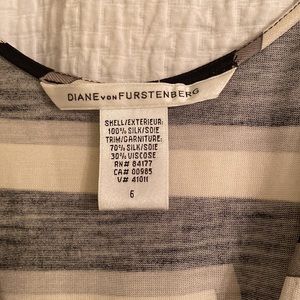 DIANE VON FURSTENBERG
SHELL/EXTERIEUR:
100% SILK/SOIE
TRIM/GARNITURE:
70% SILK/SOIE
30% VISCOSE
RN# 84177
CA# 00985
V# 41011
6